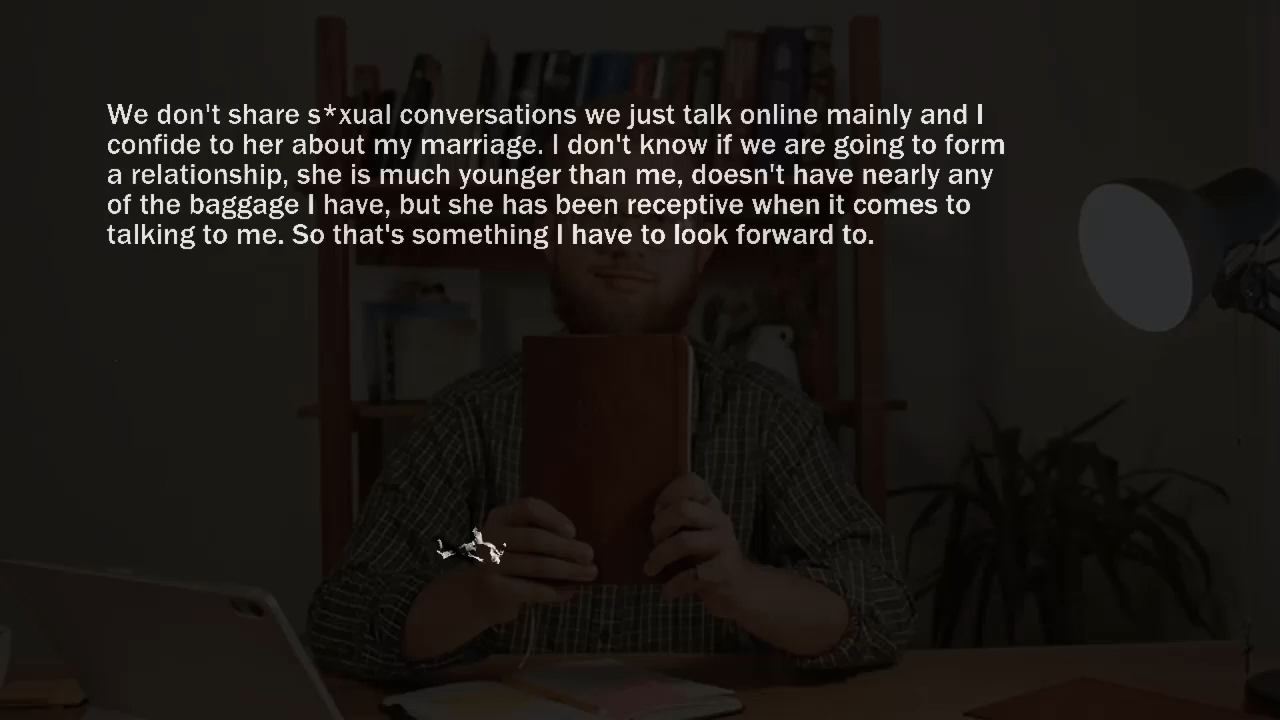 We don't share s*xual conversations we just talk online mainly and I
confide to her about my marriage. I don't know if we are going to form
a relationship, she is much younger than me, doesn't have nearly any
of the baggage I have, but she has been receptive when it comes to
talking to me. So that's something I have to look forward to.